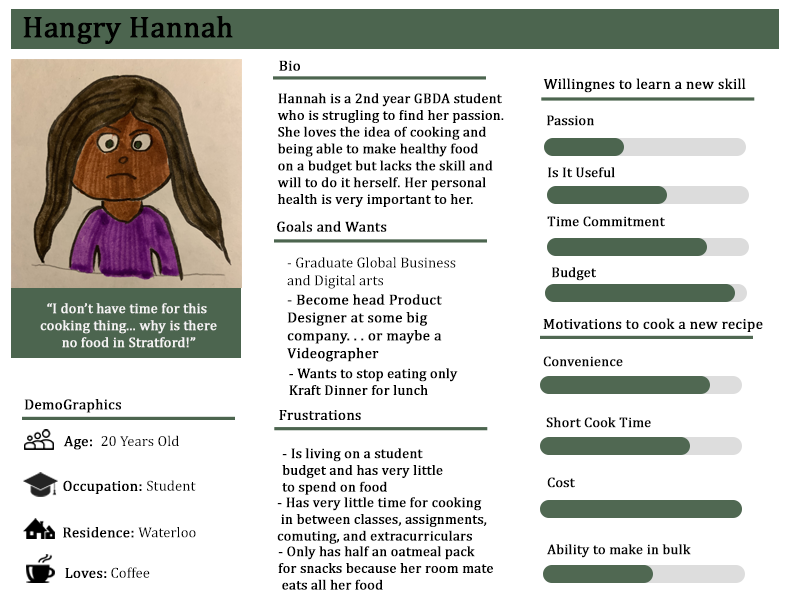 Hangry Hannah
“I don’t have time for this
cooking thing... why is there
no food in Stratford!”
DemoGraphics
Age: 20 Years Old
Occupation: Student
Residence: Waterloo
Loves: Coffee
Bio
Hannah is a 2nd year GBDA student
who is strugling to find her passion.
She loves the idea of cooking and
being able to make healthy food
on a budget but lacks the skill and
will to do it herself. Her personal
health is very important to her.
Goals and Wants
- Graduate Global Business
and Digital arts
- Become head Product
Designer at some big
company. . . or maybe a
Videographer
- Wants to stop eating only
Kraft Dinner for lunch
Frustrations
- Is living on a student
budget and has very little
to spend on food
- Has very little time for cooking
in between classes, assignments,
comuting, and extracurriculars
- Only has half an oatmeal pack
for snacks because her room mate
eats all her food
Willingnes to learn a new skill
Passion
Is It Useful
Time Commitment
Budget
Motivations to cook a new recipe
Convenience
Short Cook Time
Cost
Ability to make in bulk